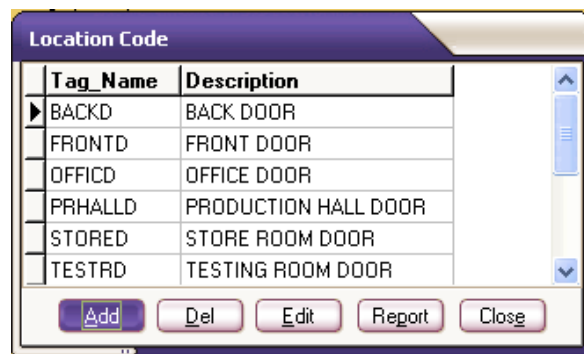 Location Code
Tag_Name Description
BACKD BACK DOOR
FRONTD FRONT DOOR
OFFICD OFFICE DOOR
PRHALLD PRODUCTION HALL DOOR
STORED STORE ROOM DOOR
TESTRD TESTING ROOM DOOR
Add Del Edit Report Close